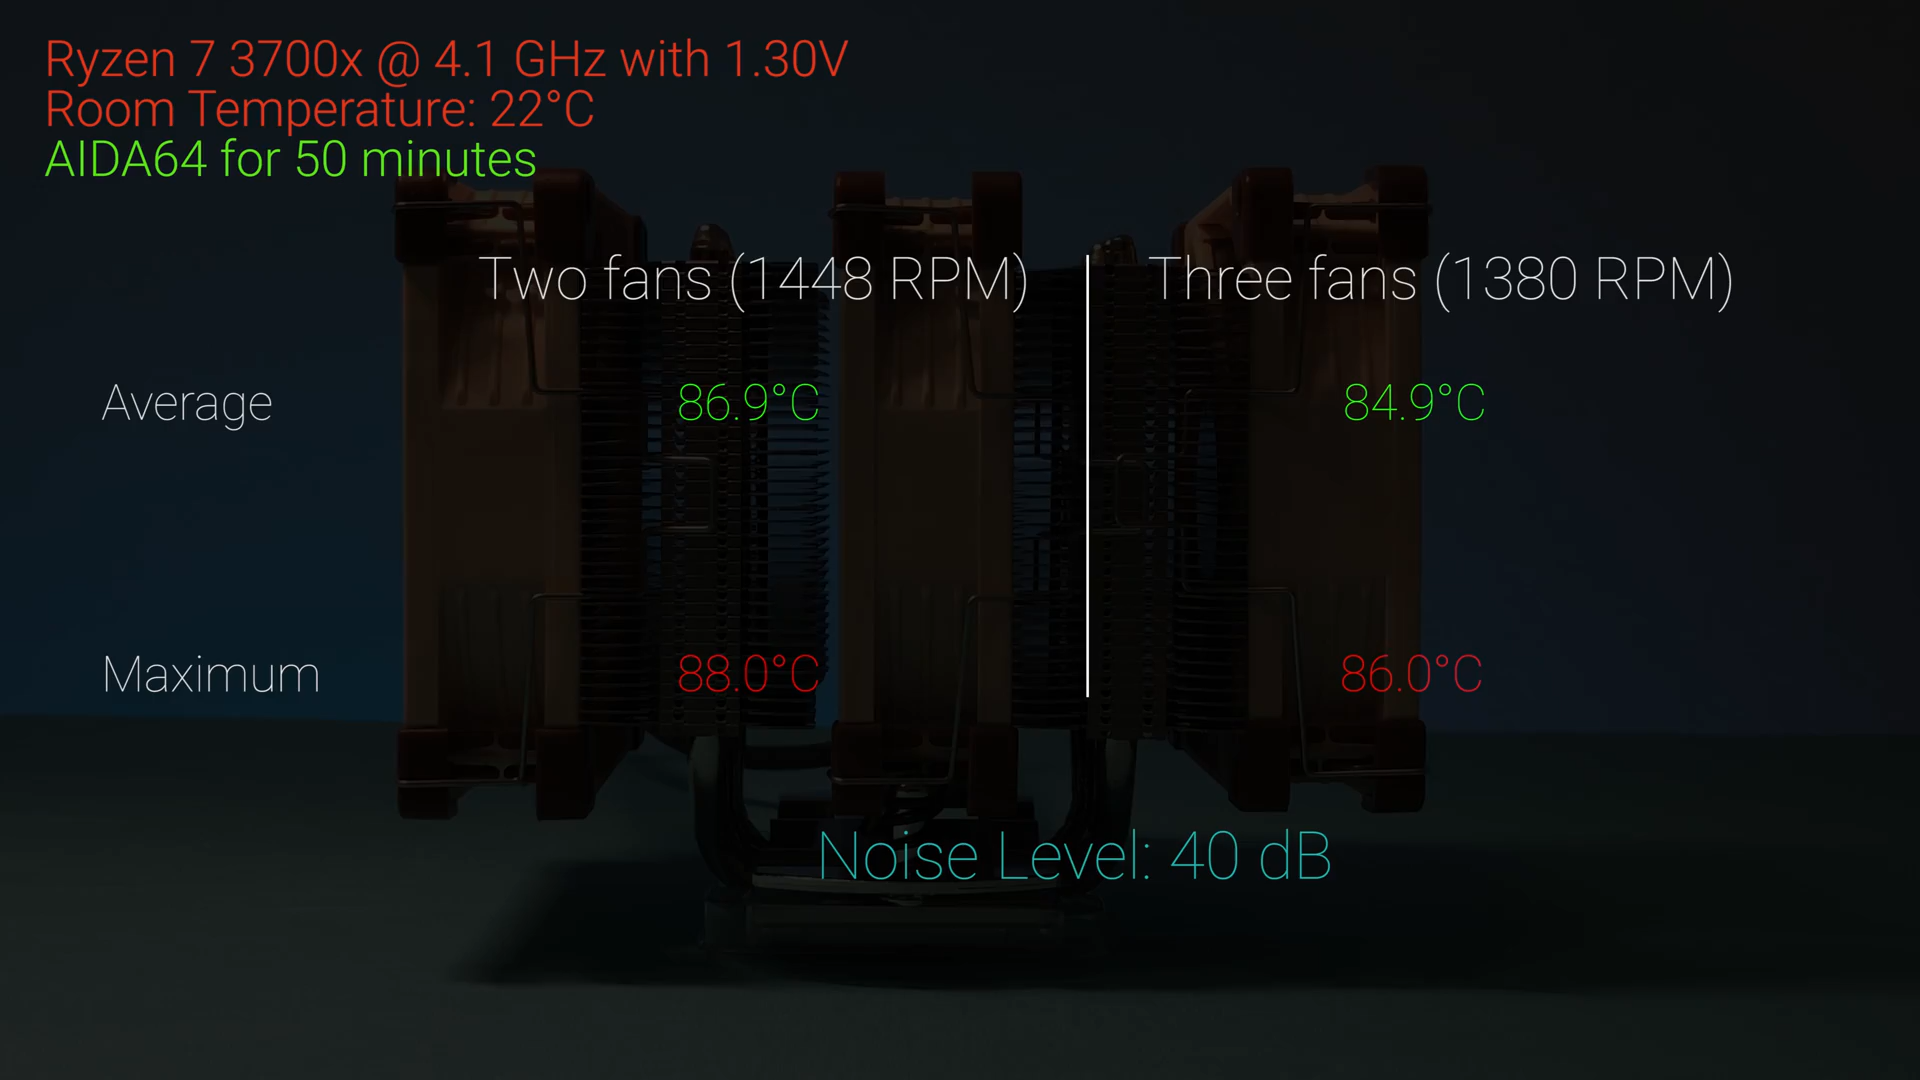 Ryzen 7 3700x @ 4.1 GHz with 1.30V
Room Temperature: 22°C
AIDA64 for 50 minutes
Two fans (1448 RPM)
Three fans (1380 RPM)
Average
86.9°C
84.9°C
Maximum
88.0°C
86.0°C
Noise Level: 40 dB